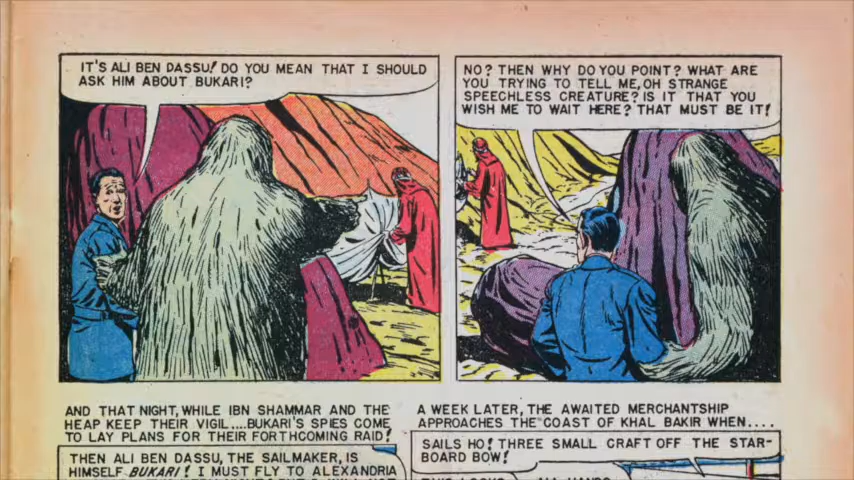 IT'S ALI BEN DASSU! DO YOU MEAN THAT I SHOULD
ASK HIM ABOUT BUKARI?
NO? THEN WHY DO YOU POINT? WHAT ARE
YOU TRYING TO TELL ME, OH STRANGE
SPEECHLESS CREATURE? IS IT THAT YOU
WISH ME TO WAIT HERE? THAT MUST BE IT!
AND THAT NIGHT, WHILE IBN SHAMMAR AND THE
HEAP KEEP THEIR VIGIL....BUKARI'S SPIES COME
TO LAY PLANS FOR THEIR FORTHCOMING RAID!
A WEEK LATER, THE AWAITED MERCHANTSHIP
APPROACHES THE COAST OF KHAL BAKIR WHEN....
THEN ALI BEN DASSU, THE SAILMAKER, IS
HIMSELF BUKARI! I MUST FLY TO ALEXANDRIA
SAILS HO! THREE SMALL CRAFT OFF THE STAR-
BOARD BOW!
THIS LOOKS
ALL HANDS